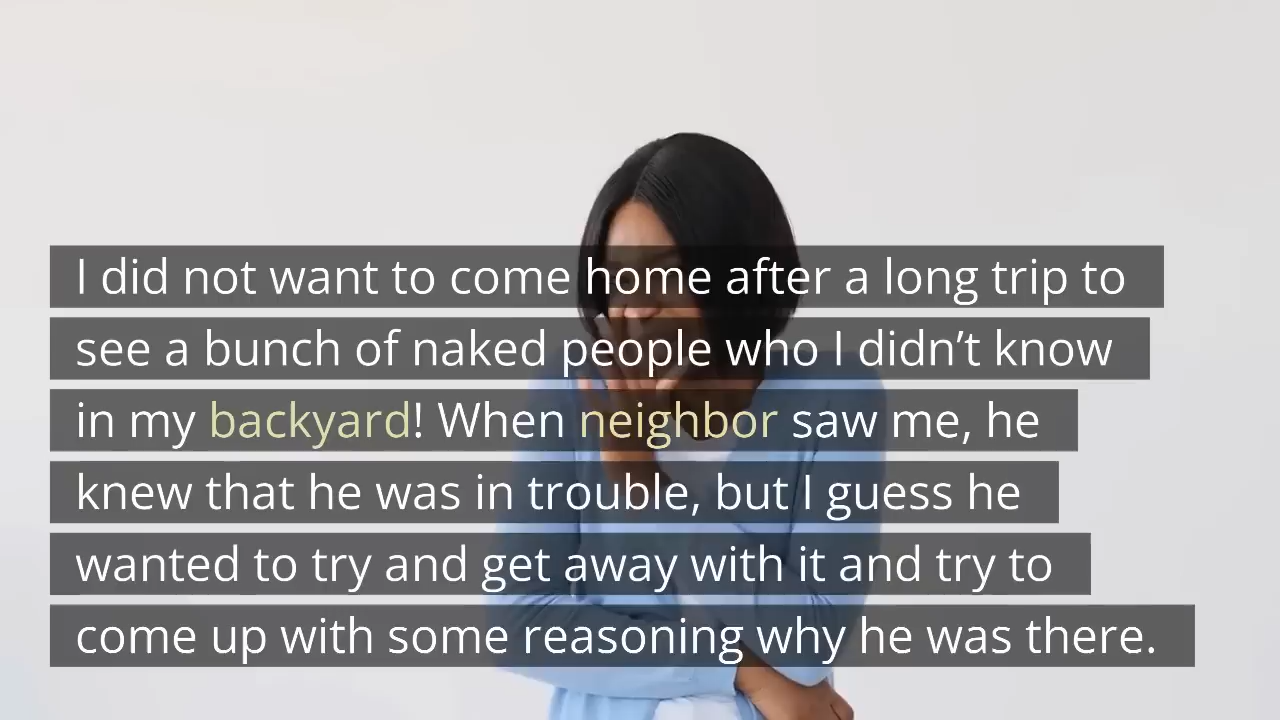 I did not want to come home after a long trip to
see a bunch of naked people who I didn’t know
in my backyard! When neighbor saw me, he
knew that he was in trouble, but I guess he
wanted to try and get away with it and try to
come up with some reasoning why he was there.